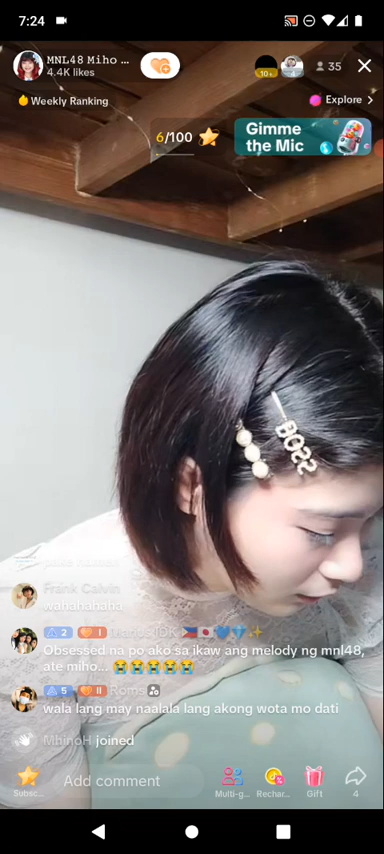 7:24
MNL48 Miho ...
4.4K likes
10+
35
Weekly Ranking
Explore >
6/100
Gimme
the Mic
BOSS
Frank Calvin
wahahahaha
2 I
Obsessed na po ako sa ikaw ang melody ng mnl48,
ate miho... 😭😭😭😭😭
5 II Roms
wala lang may naalala lang akong wota mo dati
MhinoH joined
Subsc...
Add comment
Multi-g...
Rechar...
Gift
4